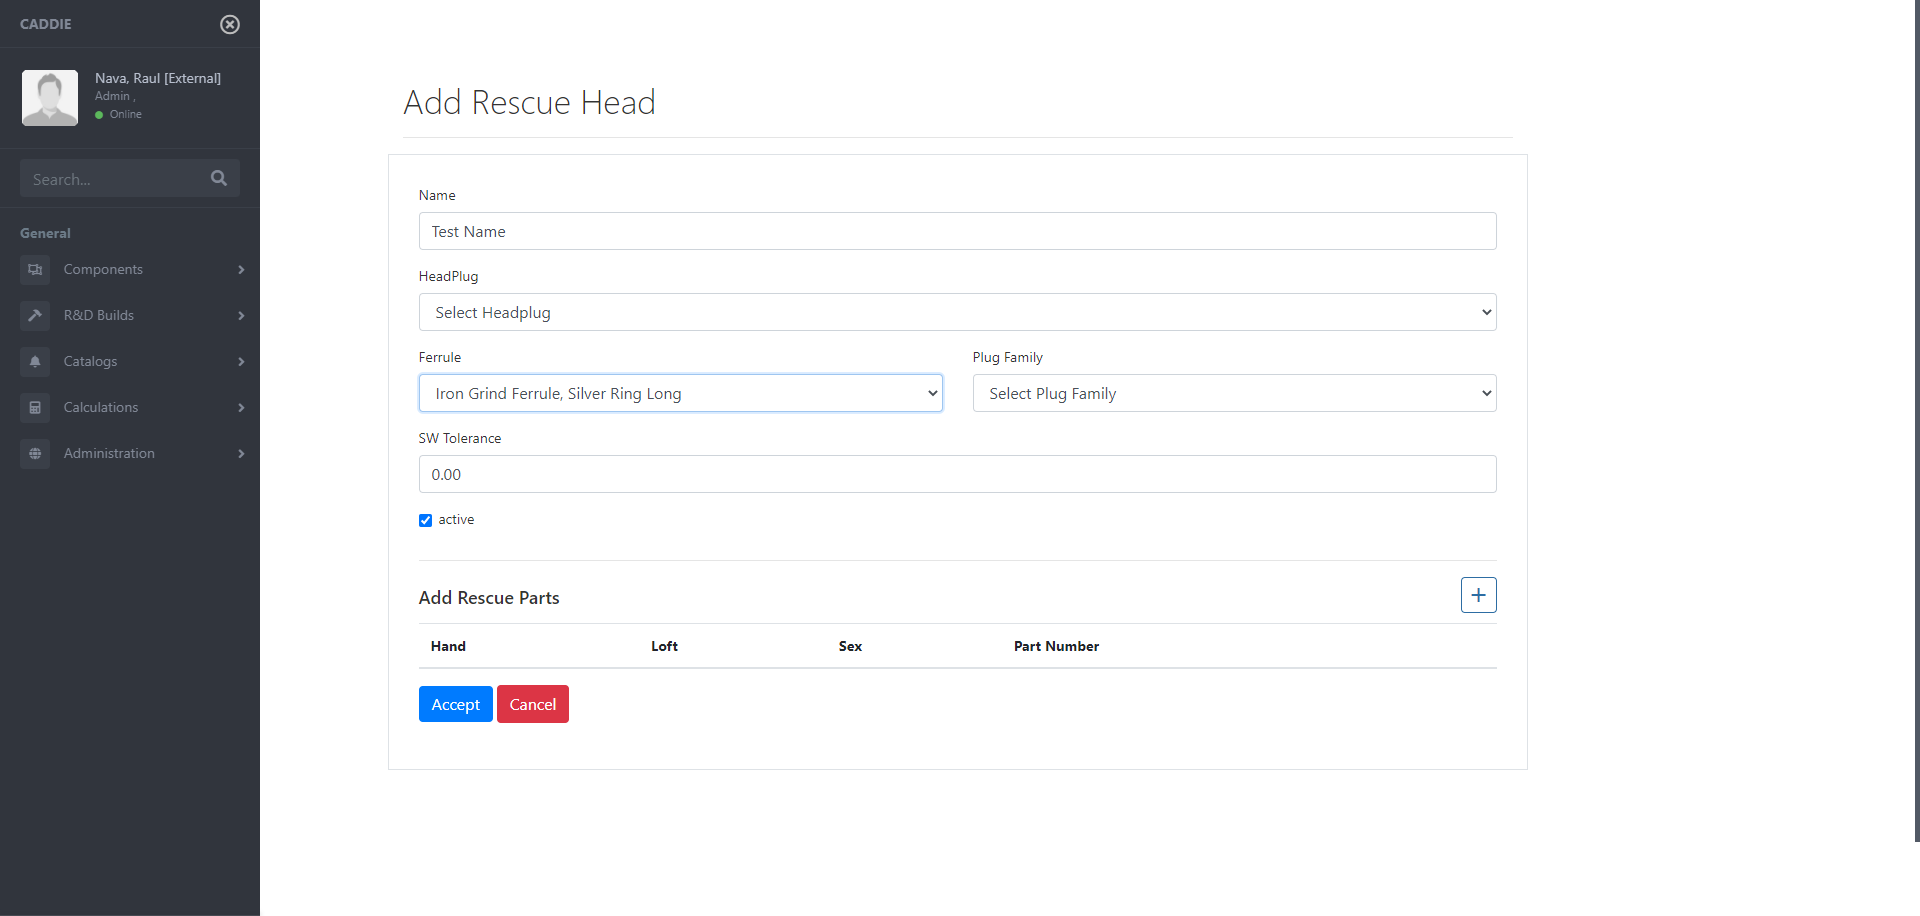 CADDIE
Nava, Raul [External]
Admin ,
Online
Search...
General
Components
R&D Builds
Catalogs
Calculations
Administration
Add Rescue Head
Name
Test Name
HeadPlug
Select Headplug
Ferrule
Plug Family
Iron Grind Ferrule, Silver Ring Long
Select Plug Family
SW Tolerance
0.00
active
Add Rescue Parts
Hand Loft Sex Part Number
Accept Cancel